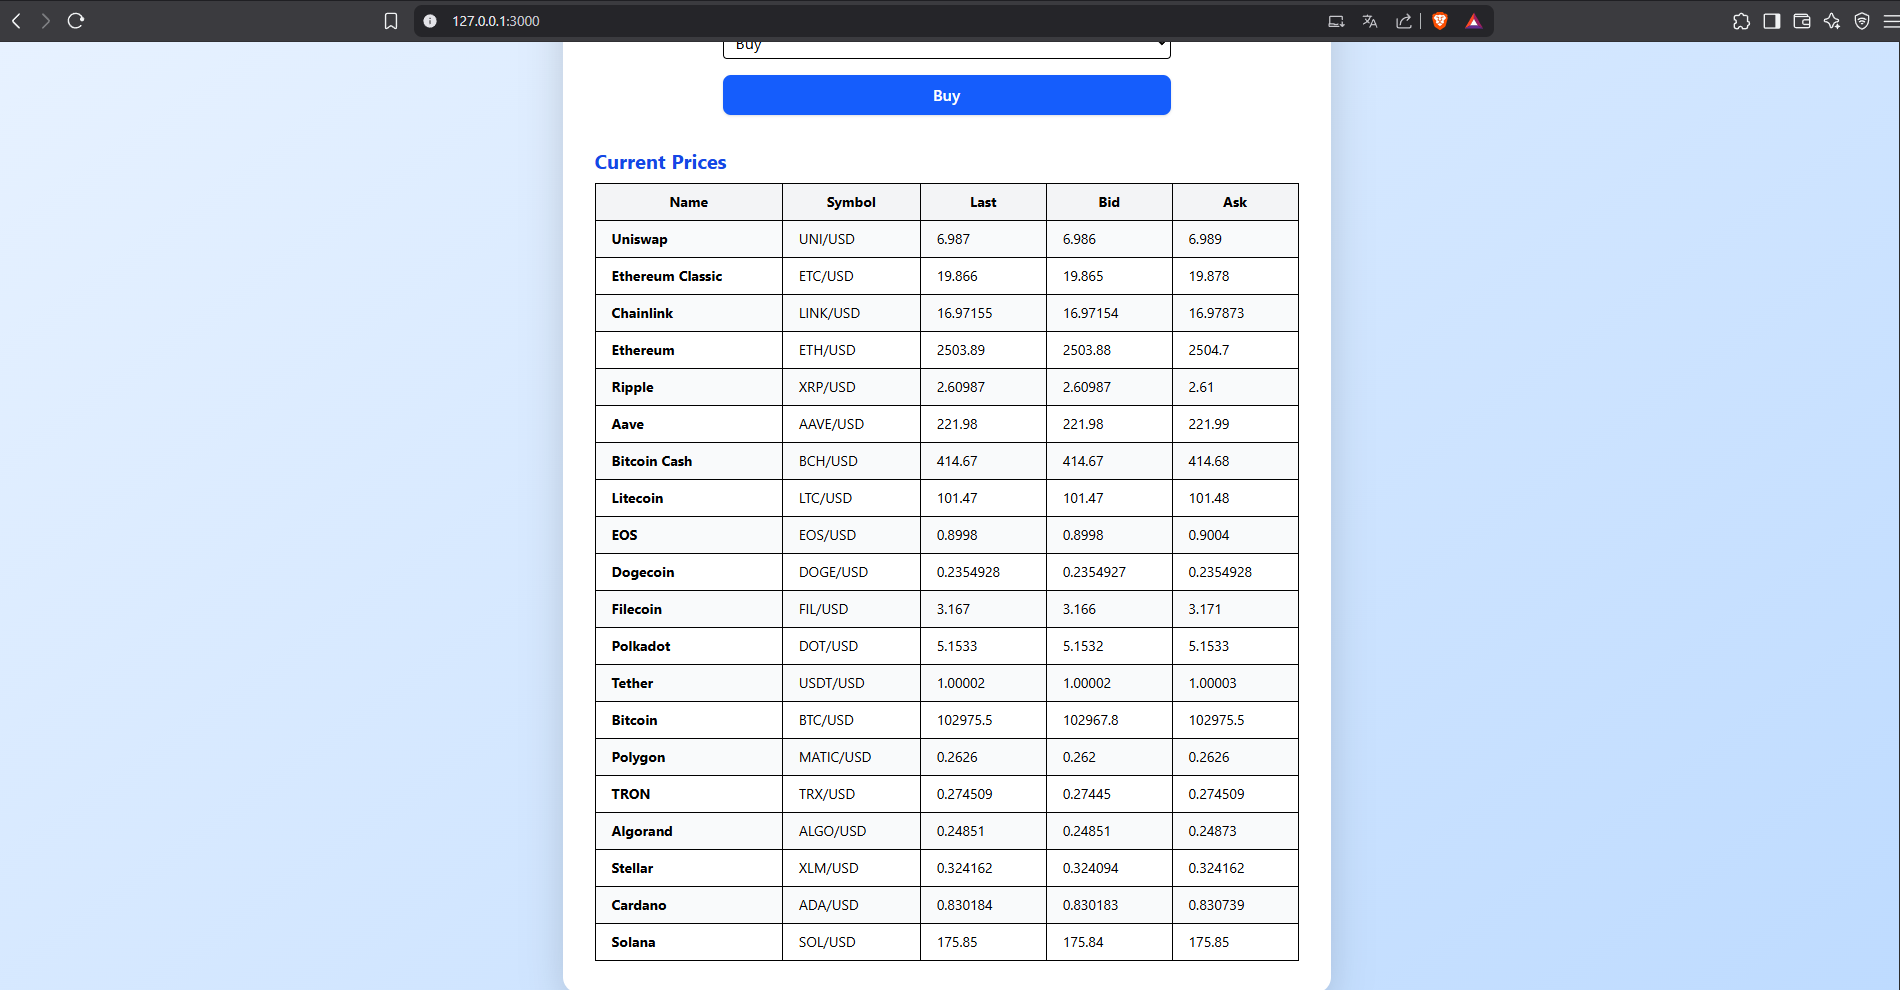 127.0.0.1:3000
Buy
Buy
Current Prices
Name Symbol Last Bid Ask
Uniswap UNI/USD 6.987 6.986 6.989
Ethereum Classic ETC/USD 19.866 19.865 19.878
Chainlink LINK/USD 16.97155 16.97154 16.97873
Ethereum ETH/USD 2503.89 2503.88 2504.7
Ripple XRP/USD 2.60987 2.60987 2.61
Aave AAVE/USD 221.98 221.98 221.99
Bitcoin Cash BCH/USD 414.67 414.67 414.68
Litecoin LTC/USD 101.47 101.47 101.48
EOS EOS/USD 0.8998 0.8998 0.9004
Dogecoin DOGE/USD 0.2354928 0.2354927 0.2354928
Filecoin FIL/USD 3.167 3.166 3.171
Polkadot DOT/USD 5.1533 5.1532 5.1533
Tether USDT/USD 1.00002 1.00002 1.00003
Bitcoin BTC/USD 102975.5 102967.8 102975.5
Polygon MATIC/USD 0.2626 0.262 0.2626
TRON TRX/USD 0.274509 0.27445 0.274509
Algorand ALGO/USD 0.24851 0.24851 0.24873
Stellar XLM/USD 0.324162 0.324094 0.324162
Cardano ADA/USD 0.830184 0.830183 0.830739
Solana SOL/USD 175.85 175.84 175.85